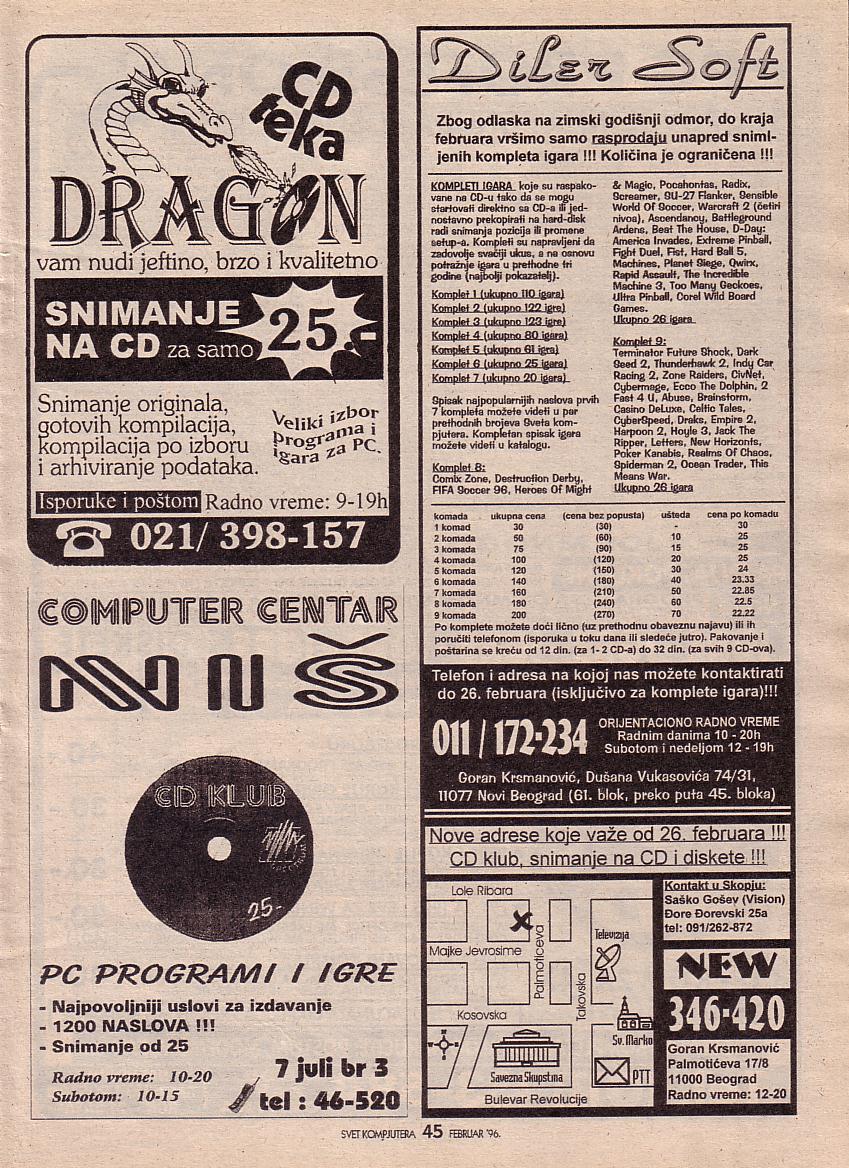 CD
teka
DRAGON
vam nudi jeftino, brzo i kvalitetno
SNIMANJE
NA CD za samo
25.-
Snimanje originala,
gotovih kompilacija,
kompilacija po izboru
i arhiviranje podataka.
Veliki izbor
programa i
igara za PC.
Isporuke i poštom Radno vreme: 9-19h
021/ 398-157
COMPUTER CENTAR
NIŠ
CD KLUB
25-
PC PROGRAMI I IGRE
- Najpovoljniji uslovi za izdavanje
- 1200 NASLOVA !!!
- Snimanje od 25
Radno vreme: 10-20
Subotom: 10-15
7 juli br 3
tel : 46-520
Diler Soft
Zbog odlaska na zimski godišnji odmor, do kraja
februara vršimo samo rasprodaju unapred sniml-
jenih kompleta igara !!! Količina je ograničena !!!
KOMPLETI IGARA koje su raspako-
vane na CD-u tako da se mogu
startovati direktno sa CD-a ili jed-
nostavno prekopirati na hard-disk
radi snimanja pozicija ili promene
setup-a. Kompleti su napravljeni da
zadovolje svačiji ukus, a na osnovu
potražnje igara u prethodne tri
godine (najbolji pokazatelj).
Komplet 1 (ukupno 110 igara)
Komplet 2 (ukupno 122 igre)
Komplet 3 (ukupno 123 igre)
Komplet 4 (ukupno 80 igara)
Komplet 5 (ukupno 61 igra)
Komplet 6 (ukupno 25 igara)
Komplet 7 (ukupno 20 igara)
Spisak najpopularnijih naslova prvih
7 kompleta možete videti u par
prethodnih brojeva Sveta kom-
pjutera. Kompletan spisak igara
možete videti u katalogu.
Komplet 8:
Comix Zone, Destruction Derby,
FIFA Soccer 96, Heroes Of Might
& Magic, Pocahontas, Radix,
Screamer, SU-27 Flanker, Sensible
World Of Soccer, Warcraft 2 (četiri
nivoa), Ascendancy, Battleground
Ardens, Beat The House, D-Day:
America Invades, Extreme Pinball,
Fight Duel, Fist, Hard Ball 5,
Machines, Planet Siege, Qwirx,
Rapid Assault, The Incredible
Machine 3, Too Many Geckoes,
Ultra Pinball, Corel Wild Board
Games.
Ukupno 26 igara
Komplet 9:
Terminator Future Shock, Dark
Seed 2, Thunderhawk 2, Indy Car
Racing 2, Zone Raiders, CivNet,
Cybermage, Ecco The Dolphin, 2
Fast 4 U, Abuse, Brainstorm,
Casino DeLuxe, Celtic Tales,
CyberSpeed, Draks, Empire 2,
Harpoon 2, Hoyle 3, Jack The
Ripper, Letters, New Horizonts,
Poker Kanabis, Realms Of Chaos,
Spiderman 2, Ocean Trader, This
Means War.
Ukupno 26 igara
komada ukupna cena (cena bez popusta) ušteda cena po komadu
1 komad 30 (30) - 30
2 komada 50 (60) 10 25
3 komada 75 (90) 15 25
4 komada 100 (120) 20 25
5 komada 120 (150) 30 24
6 komada 140 (180) 40 23.33
7 komada 160 (210) 50 22.85
8 komada 180 (240) 60 22.5
9 komada 200 (270) 70 22.22
Po komplete možete doći lično (uz prethodnu obaveznu najavu) ili ih
poručiti telefonom (isporuka u toku dana ili sledeće jutro). Pakovanje i
poštarina se kreću od 12 din. (za 1- 2 CD-a) do 32 din. (za svih 9 CD-ova).
Telefon i adresa na kojoj nas možete kontaktirati
do 26. februara (isključivo za komplete igara)!!!
011 / 172-234
ORIJENTACIONO RADNO VREME
Radnim danima 10 - 20h
Subotom i nedeljom 12 - 19h
Goran Krsmanović, Dušana Vukasovića 74/31,
11077 Novi Beograd (61. blok, preko puta 45. bloka)
Nove adrese koje važe od 26. februara !!!
CD klub, snimanje na CD i diskete !!!
Lole Ribara
Majke Jevrosime
Palmotićeva
Takovska
Televizija
Kosovska
Sv. Marko
Savezna Skupstina
PTT
Bulevar Revolucije
Kontakt u Skopju:
Saško Gošev (Vision)
Đore Đorevski 25a
tel: 091/262-872
NEW
346-420
Goran Krsmanović
Palmotićeva 17/8
11000 Beograd
Radno vreme: 12-20
SVET KOMPJUTERA 45 FEBRUAR '96.